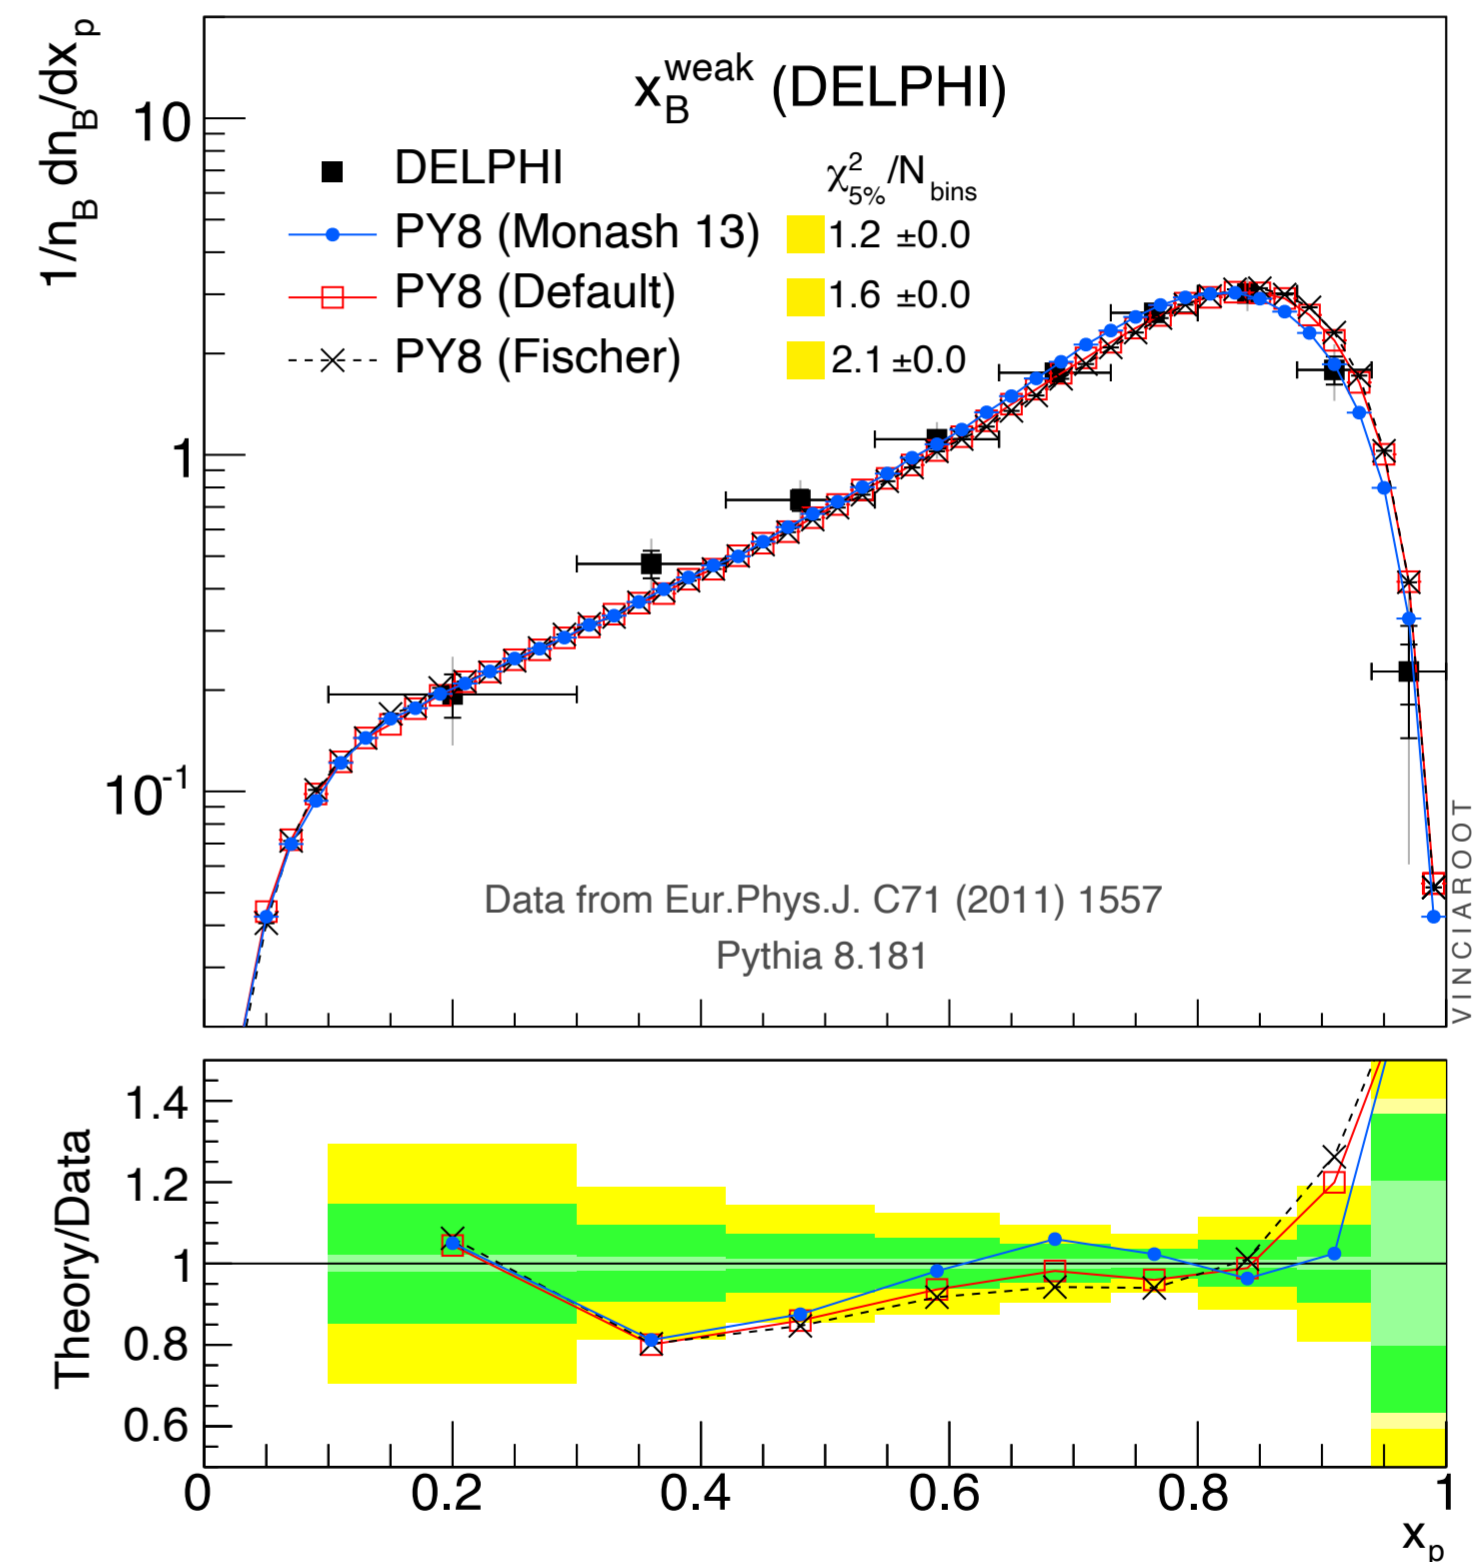 1/n_B dn_B/dx_p
x_B^weak (DELPHI)
10
1
10^-1
DELPHI
χ^2_5%/N_bins
PY8 (Monash 13) 1.2 ±0.0
PY8 (Default) 1.6 ±0.0
PY8 (Fischer) 2.1 ±0.0
Data from Eur.Phys.J. C71 (2011) 1557
Pythia 8.181
VINCIAROOT
Theory/Data
1.4
1.2
1
0.8
0.6
0 0.2 0.4 0.6 0.8 1
x_p